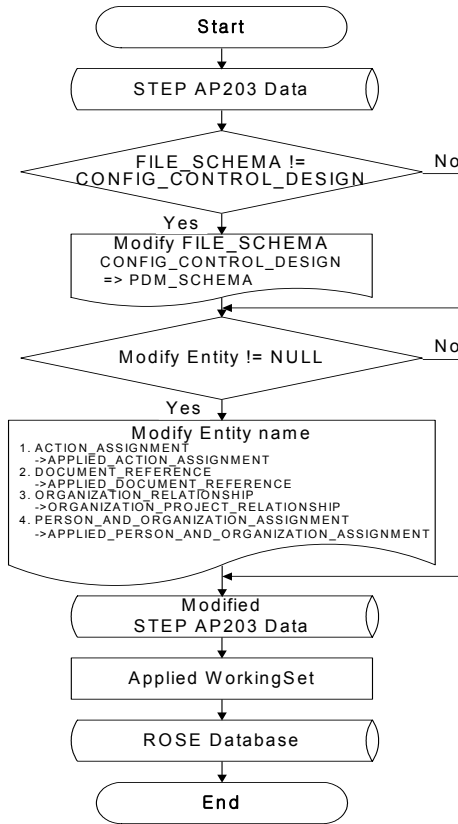 Start
STEP AP203 Data
FILE_SCHEMA !=
CONFIG_CONTROL_DESIGN
No
Yes
Modify FILE_SCHEMA
CONFIG_CONTROL_DESIGN
=> PDM_SCHEMA
Modify Entity != NULL
No
Yes
Modify Entity name
1. ACTION_ASSIGNMENT
->APPLIED_ACTION_ASSIGNMENT
2. DOCUMENT_REFERENCE
->APPLIED_DOCUMENT_REFERENCE
3. ORGANIZATION_RELATIONSHIP
->ORGANIZATION_PROJECT_RELATIONSHIP
4. PERSON_AND_ORGANIZATION_ASSIGNMENT
->APPLIED_PERSON_AND_ORGANIZATION_ASSIGNMENT
Modified
STEP AP203 Data
Applied WorkingSet
ROSE Database
End